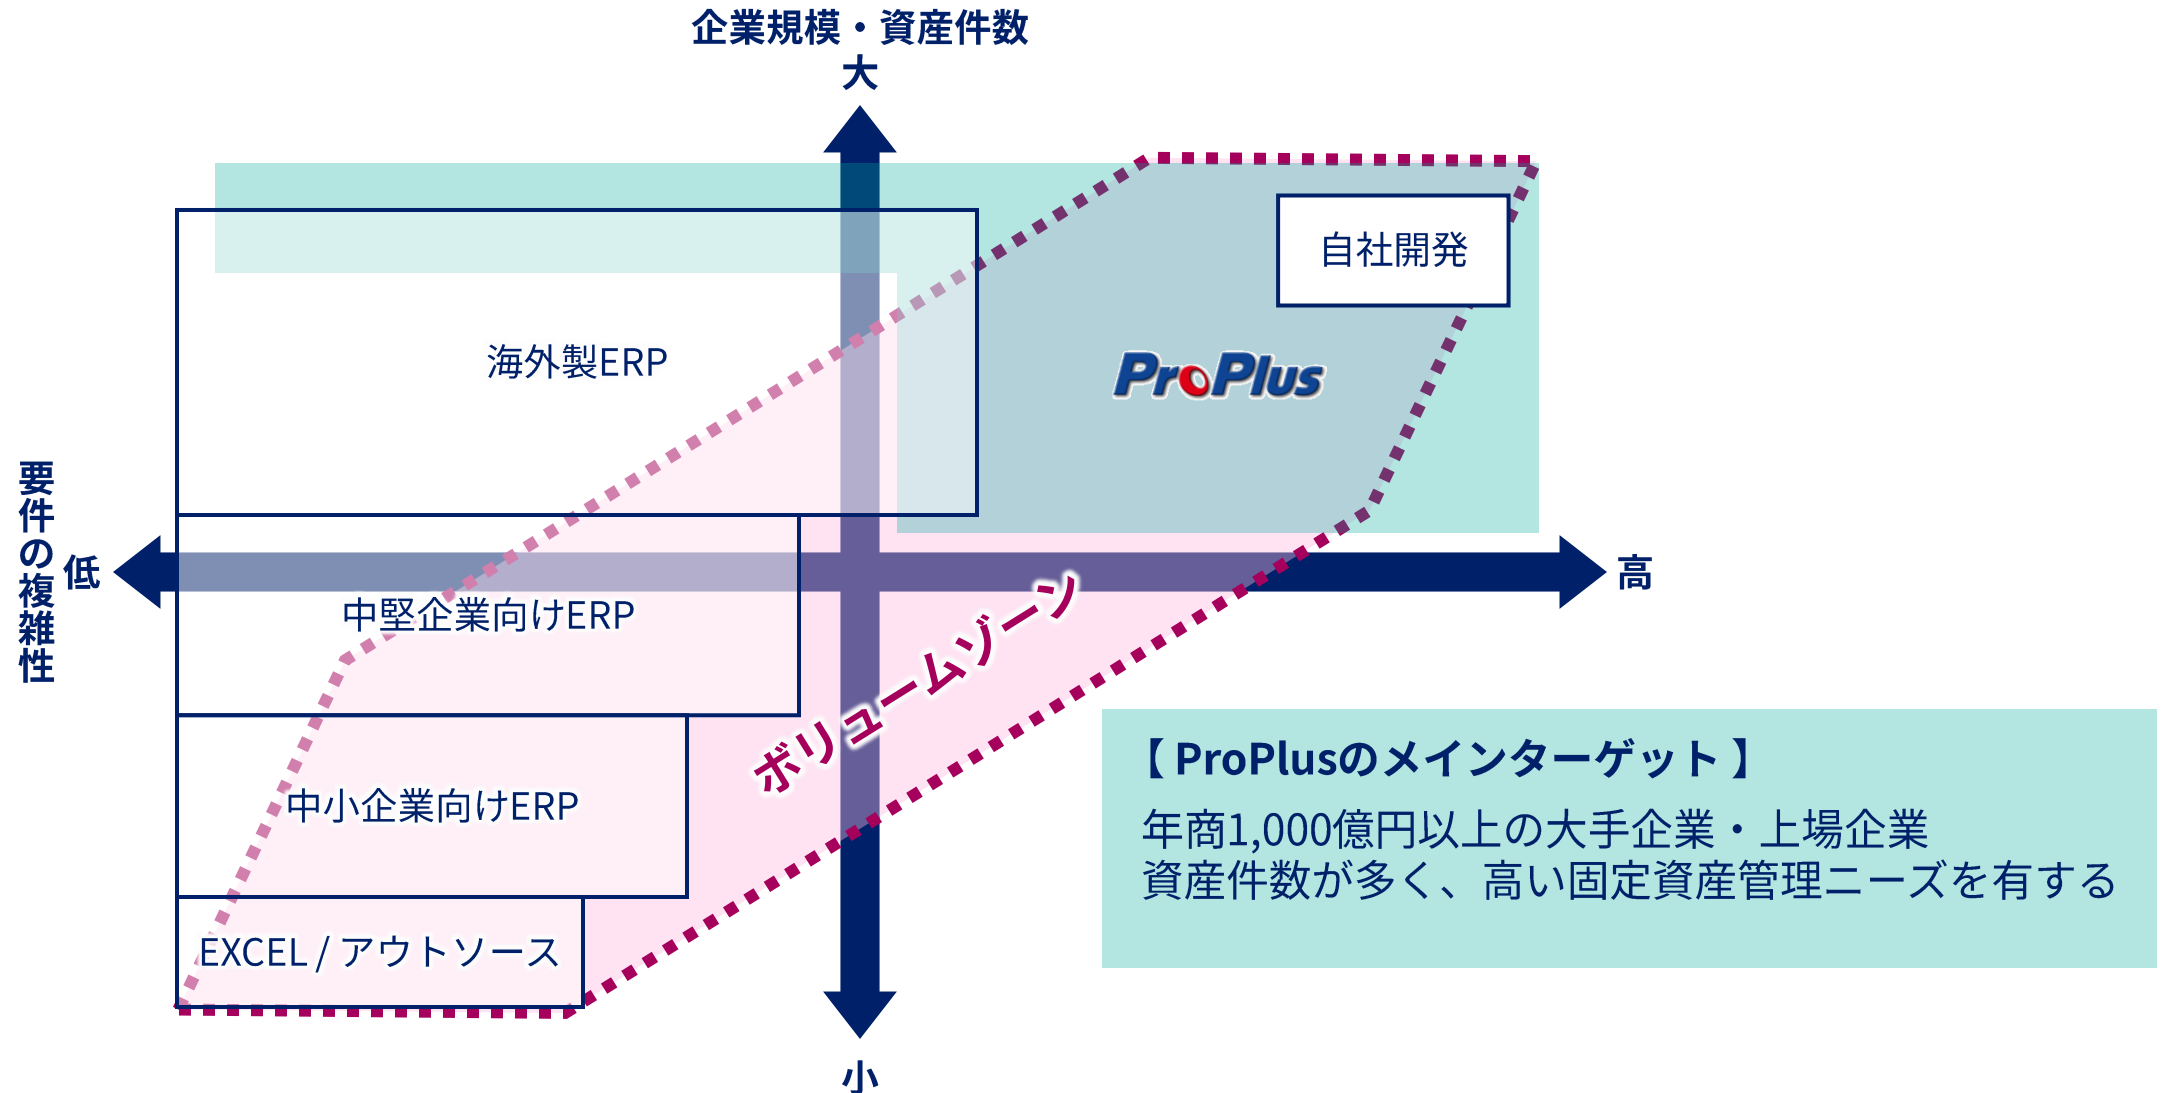 企業規模・資産件数
大
自社開発
海外製ERP
ProPlus
要件の複雑性
低
高
中堅企業向けERP
ボリュームゾーン
【 ProPlusのメインターゲット 】
年商1,000億円以上の大手企業・上場企業
資産件数が多く、高い固定資産管理ニーズを有する
中小企業向けERP
EXCEL / アウトソース
小